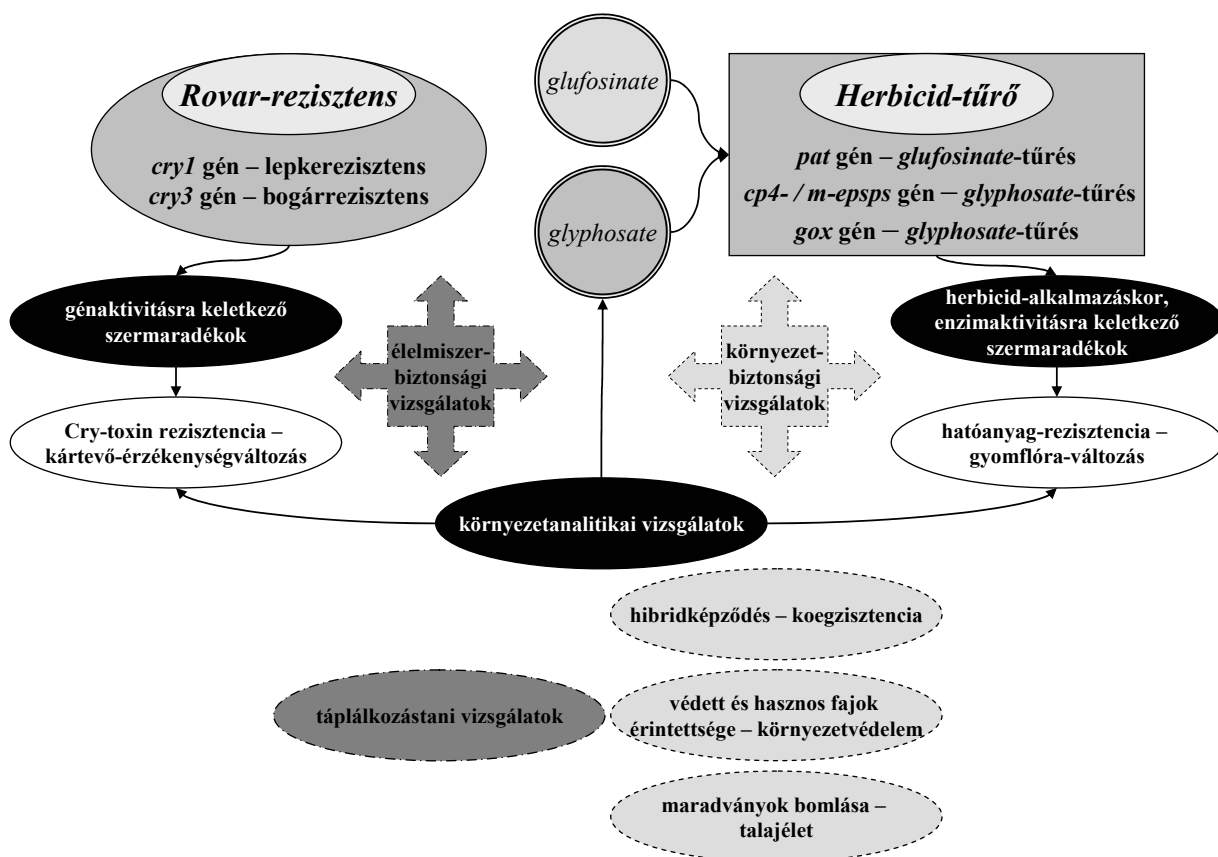 Rovar-rezisztens
cry1 gén – lepkerezisztens
cry3 gén – bogárrezisztens
glufosinate
glyphosate
Herbicid-tűrő
pat gén – glufosinate-tűrés
cp4- / m-epsps gén – glyphosate-tűrés
gox gén – glyphosate-tűrés
génaktivitásra keletkező
szermaradékok
élelmiszer-
biztonsági
vizsgálatok
környezet-
biztonsági
vizsgálatok
herbicid-alkalmazáskor,
enzimaktivitásra keletkező
szermaradékok
Cry-toxin rezisztencia –
kártevő-érzékenységváltozás
hatóanyag-rezisztencia –
gyomflóra-változás
környezetanalitikai vizsgálatok
hibridképződés – koegzisztencia
táplálkozástani vizsgálatok
védett és hasznos fajok
érintettsége – környezetvédelem
maradványok bomlása –
talajélet